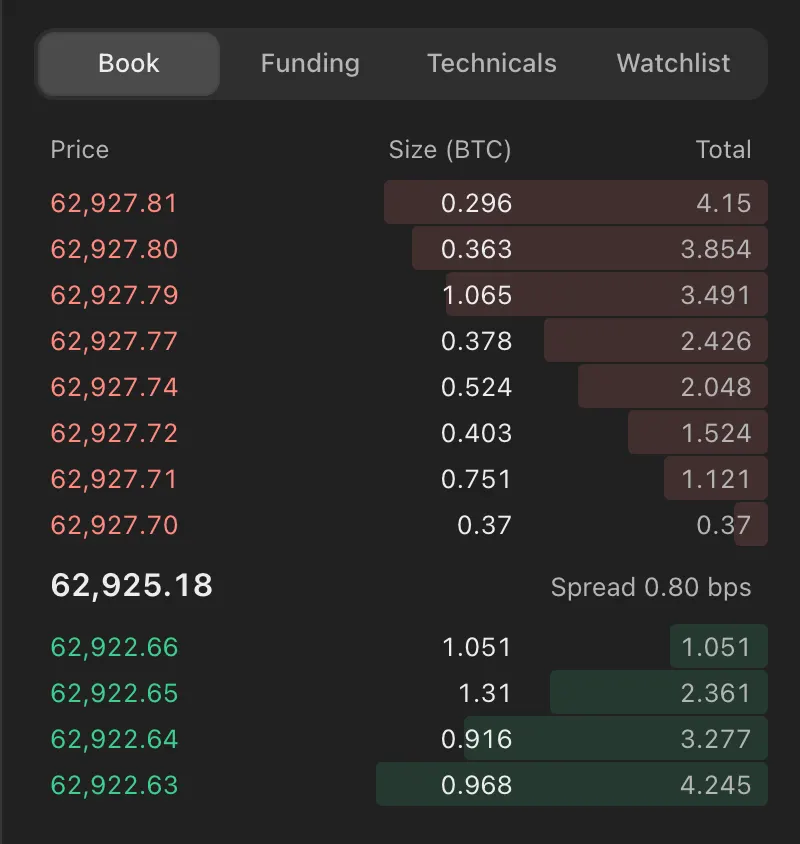 Book Funding Technicals Watchlist
Price Size (BTC) Total
62,927.81 0.296 4.15
62,927.80 0.363 3.854
62,927.79 1.065 3.491
62,927.77 0.378 2.426
62,927.74 0.524 2.048
62,927.72 0.403 1.524
62,927.71 0.751 1.121
62,927.70 0.37 0.37
62,925.18 Spread 0.80 bps
62,922.66 1.051 1.051
62,922.65 1.31 2.361
62,922.64 0.916 3.277
62,922.63 0.968 4.245